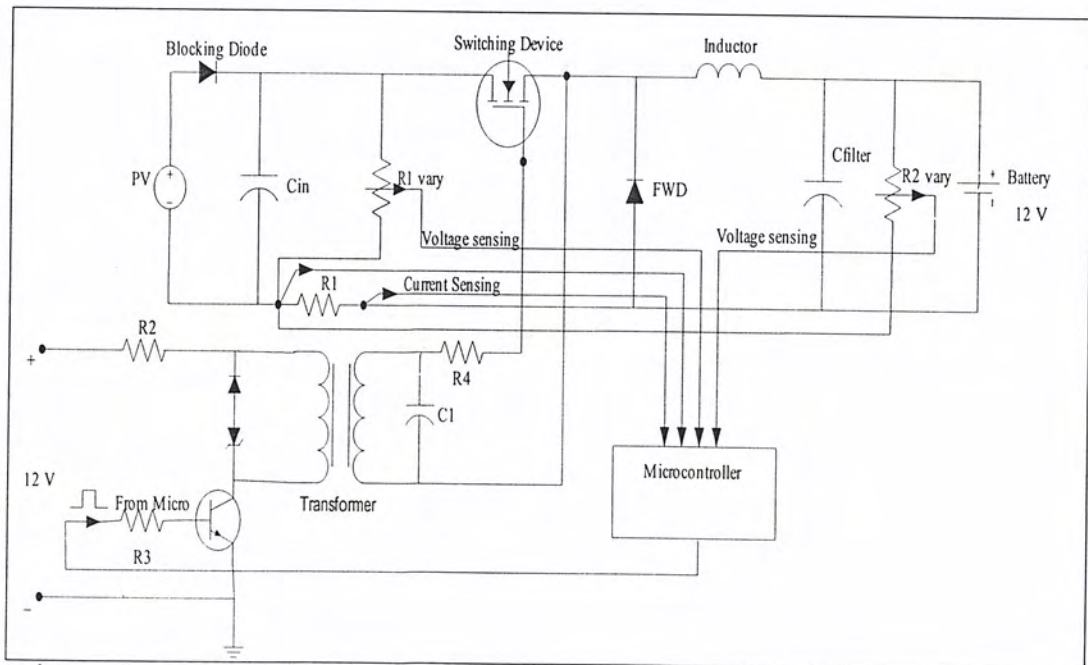 Blocking Diode
Switching Device
Inductor
PV
+
-
Cin
R1 vary
FWD
Cfilter
R2 vary
+
-
Battery
12 V
Voltage sensing
Voltage sensing
R1
Current Sensing
R2
+
R4
C1
12 V
From Micro
Transformer
Microcontroller
R3
-